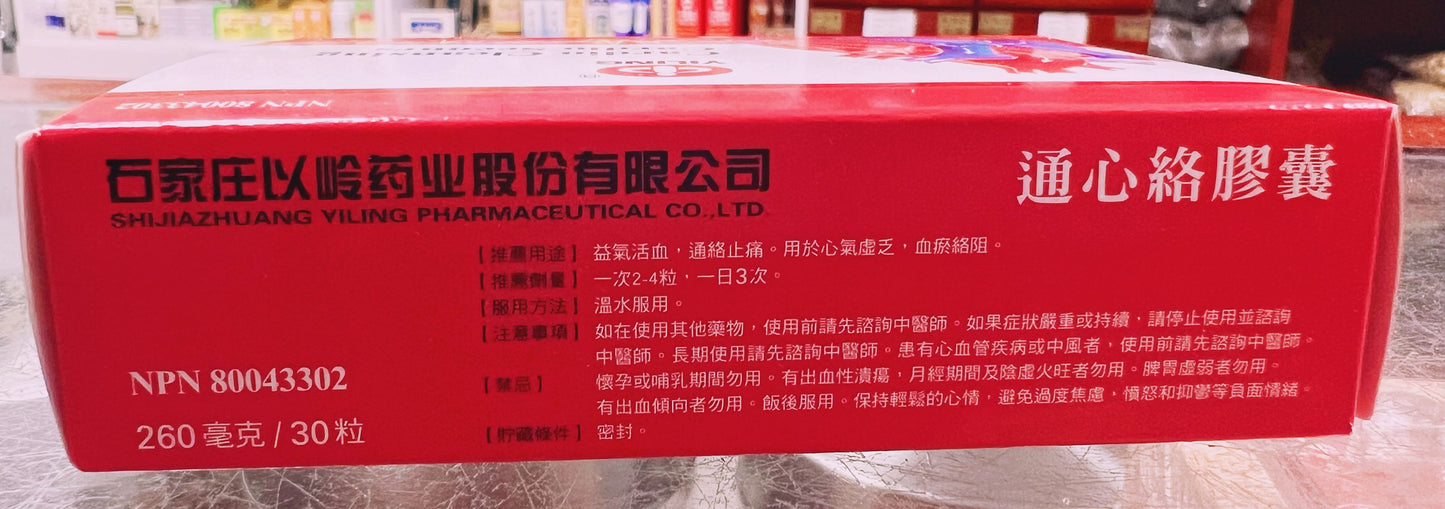 Cardio Cleansing
YILING
NPN 80043302
石家庄以岭药业股份有限公司
SHIJIAZHUANG YILING PHARMACEUTICAL CO.,LTD
通心絡膠囊
【推薦用途】益氣活血，通絡止痛。用於心氣虛乏，血瘀絡阻。
【推薦劑量】一次2-4粒，一日3次。
【服用方法】溫水服用。
【注意事項】如在使用其他藥物，使用前請先諮詢中醫師。如果症狀嚴重或持續，請停止使用並諮詢
中醫師。長期使用請先諮詢中醫師。患有心血管疾病或中風者，使用前請先諮詢中醫師。
【禁忌】懷孕或哺乳期間勿用。有出血性潰瘍，月經期間及陰虛火旺者勿用。脾胃虛弱者勿用。
有出血傾向者勿用。飯後服用。保持輕鬆的心情，避免過度焦慮，憤怒和抑鬱等負面情緒。
【貯藏條件】密封。
NPN 80043302
260毫克/30粒